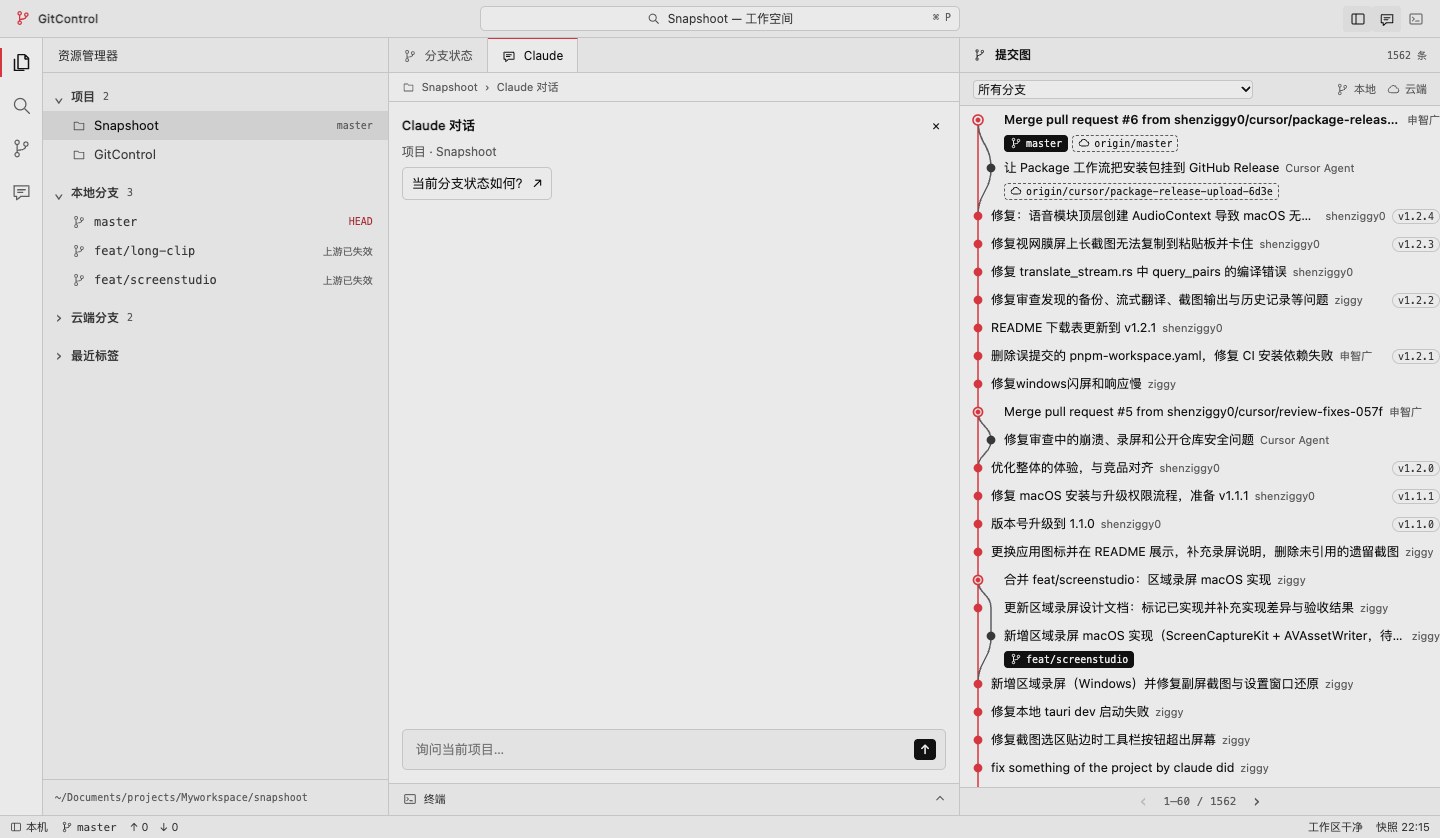 GitControl
Snapshoot — 工作空间
⌘ P
资源管理器
项目 2
Snapshoot master
GitControl
本地分支 3
master HEAD
feat/long-clip 上游已失效
feat/screenstudio 上游已失效
云端分支 2
最近标签
~/Documents/projects/Myworkspace/snapshoot
分支状态
Claude
Snapshoot › Claude 对话
Claude 对话 ×
项目 · Snapshoot
当前分支状态如何? ↗
询问当前项目...
终端
提交图 1562 条
所有分支 本地 云端
Merge pull request #6 from shenziggy0/cursor/package-releas... 申智广
master origin/master
让 Package 工作流把安装包挂到 GitHub Release Cursor Agent
origin/cursor/package-release-upload-6d3e
修复：语音模块顶层创建 AudioContext 导致 macOS 无... shenziggy0 v1.2.4
修复视网膜屏上长截图无法复制到粘贴板并卡住 shenziggy0 v1.2.3
修复 translate_stream.rs 中 query_pairs 的编译错误 shenziggy0
修复审查发现的备份、流式翻译、截图输出与历史记录等问题 ziggy v1.2.2
README 下载表更新到 v1.2.1 shenziggy0
删除误提交的 pnpm-workspace.yaml，修复 CI 安装依赖失败 申智广 v1.2.1
修复windows闪屏和响应慢 ziggy
Merge pull request #5 from shenziggy0/cursor/review-fixes-057f 申智广
修复审查中的崩溃、录屏和公开仓库安全问题 Cursor Agent
优化整体的体验，与竞品对齐 shenziggy0 v1.2.0
修复 macOS 安装与升级权限流程，准备 v1.1.1 shenziggy0 v1.1.1
版本号升级到 1.1.0 shenziggy0 v1.1.0
更换应用图标并在 README 展示，补充录屏说明，删除未引用的遗留截图 ziggy
合并 feat/screenstudio：区域录屏 macOS 实现 ziggy
更新区域录屏设计文档：标记已实现并补充实现差异与验收结果 ziggy
新增区域录屏 macOS 实现（ScreenCaptureKit + AVAssetWriter，待... ziggy
feat/screenstudio
新增区域录屏（Windows）并修复副屏截图与设置窗口还原 ziggy
修复本地 tauri dev 启动失败 ziggy
修复截图选区贴边时工具栏按钮超出屏幕 ziggy
fix something of the project by claude did ziggy
‹ 1–60 / 1562 ›
本机 master ↑ 0 ↓ 0
工作区干净 快照 22:15